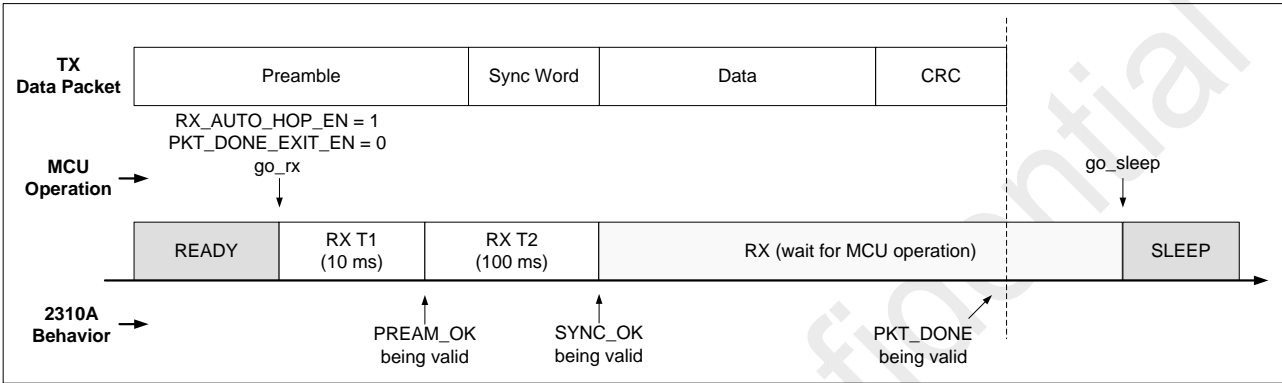 TX
Data Packet
Preamble
Sync Word
Data
CRC
RX_AUTO_HOP_EN = 1
PKT_DONE_EXIT_EN = 0
go_rx
MCU
Operation
go_sleep
READY
RX T1
(10 ms)
RX T2
(100 ms)
RX (wait for MCU operation)
SLEEP
2310A
Behavior
PREAM_OK
being valid
SYNC_OK
being valid
PKT_DONE
being valid